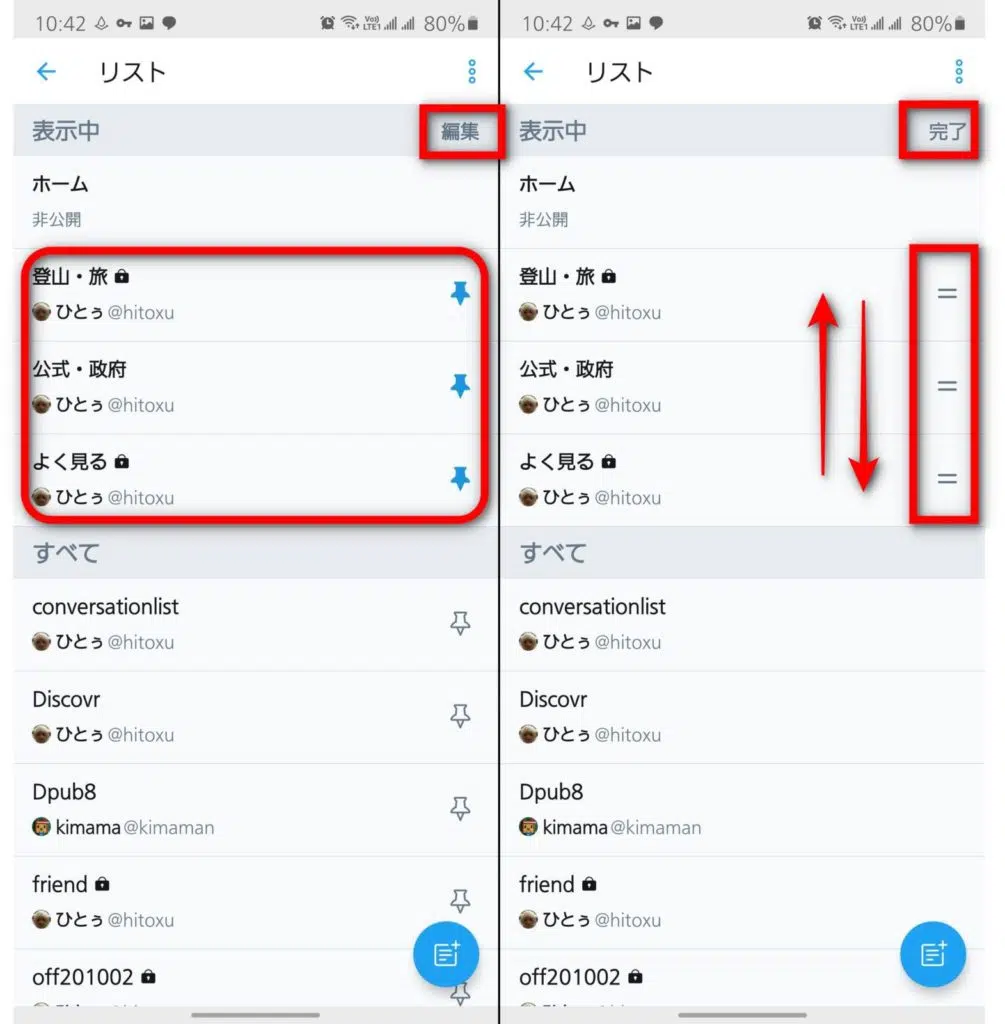 10:42
80%
リスト
表示中
編集
ホーム
非公開
登山・旅
ひとぅ @hitoxu
公式・政府
ひとぅ @hitoxu
よく見る
ひとぅ @hitoxu
すべて
conversationlist
ひとぅ @hitoxu
Discovr
ひとぅ @hitoxu
Dpub8
kimama @kimaman
friend
ひとぅ @hitoxu
off201002
10:42
80%
リスト
表示中
完了
ホーム
非公開
登山・旅
ひとぅ @hitoxu
公式・政府
ひとぅ @hitoxu
よく見る
ひとぅ @hitoxu
すべて
conversationlist
ひとぅ @hitoxu
Discovr
ひとぅ @hitoxu
Dpub8
kimama @kimaman
friend
ひとぅ @hitoxu
off201002